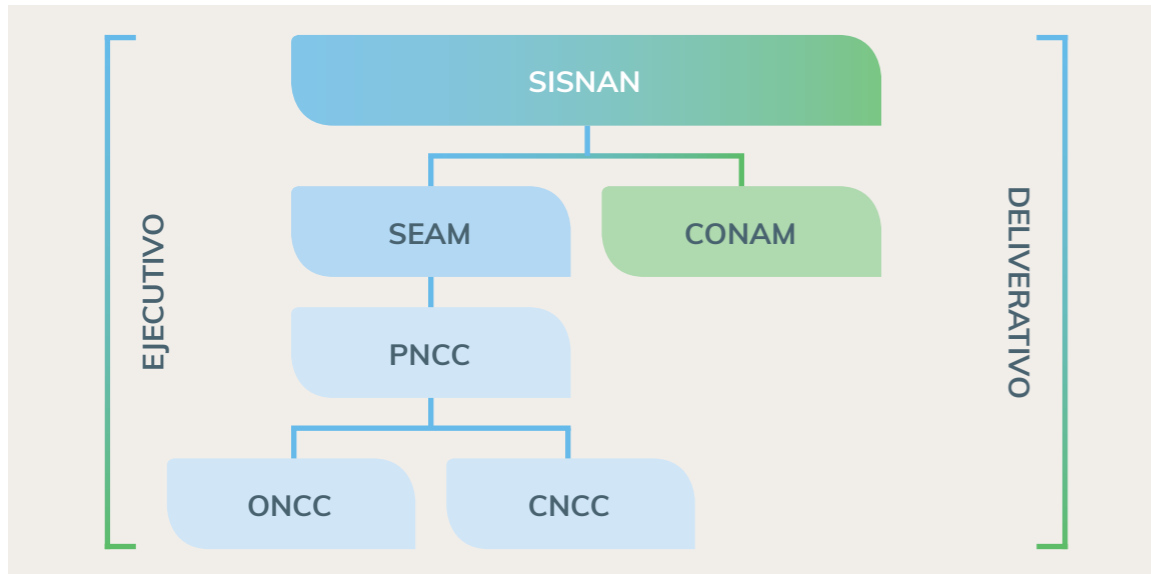 SISNAN
EJECUTIVO
SEAM
CONAM
DELIVERATIVO
PNCC
ONCC
CNCC